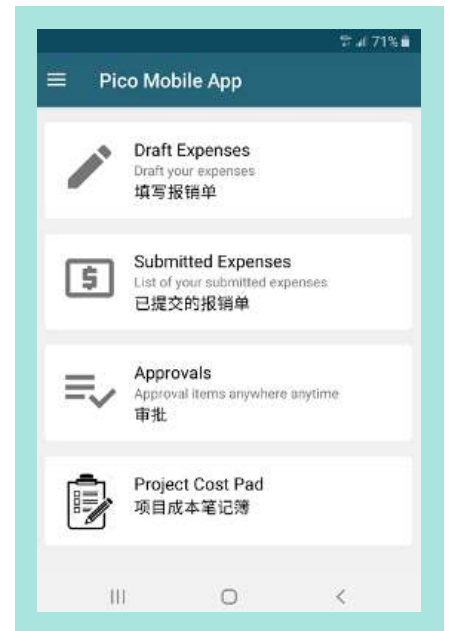 71%
Pico Mobile App
Draft Expenses
Draft your expenses
填写报销单
$
Submitted Expenses
List of your submitted expenses
已提交的报销单
Approvals
Approval items anywhere anytime
审批
Project Cost Pad
项目成本笔记簿